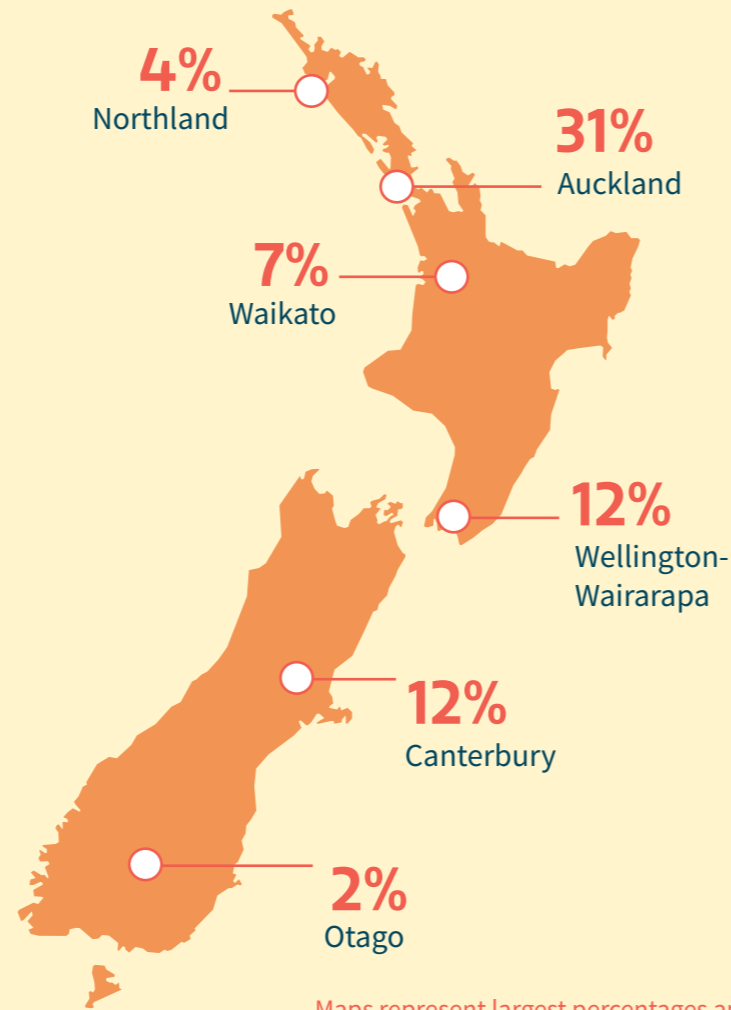 4%
Northland
31%
Auckland
7%
Waikato
12%
Wellington-
Wairarapa
12%
Canterbury
2%
Otago
Maps represent largest percentages